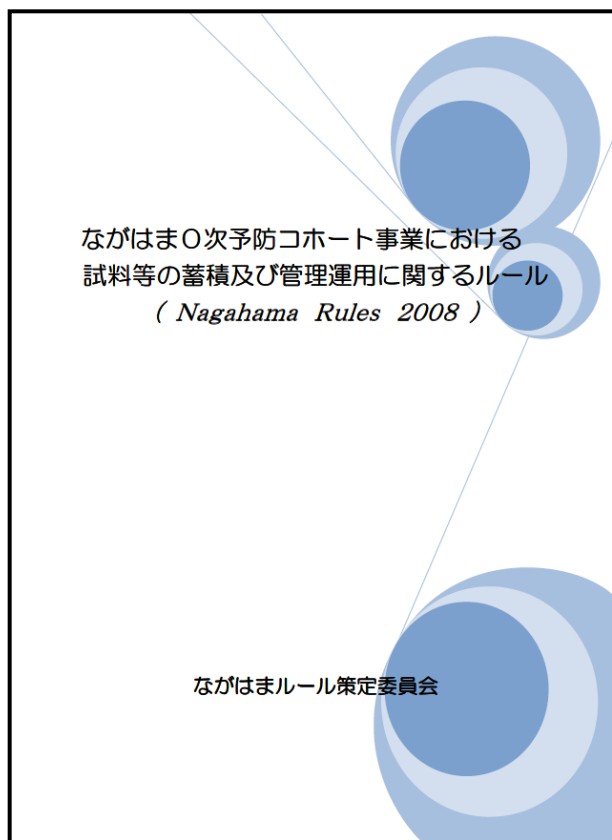 ながはま０次予防コホート事業における
試料等の蓄積及び管理運用に関するルール
( Nagahama Rules 2008 )
ながはまルール策定委員会